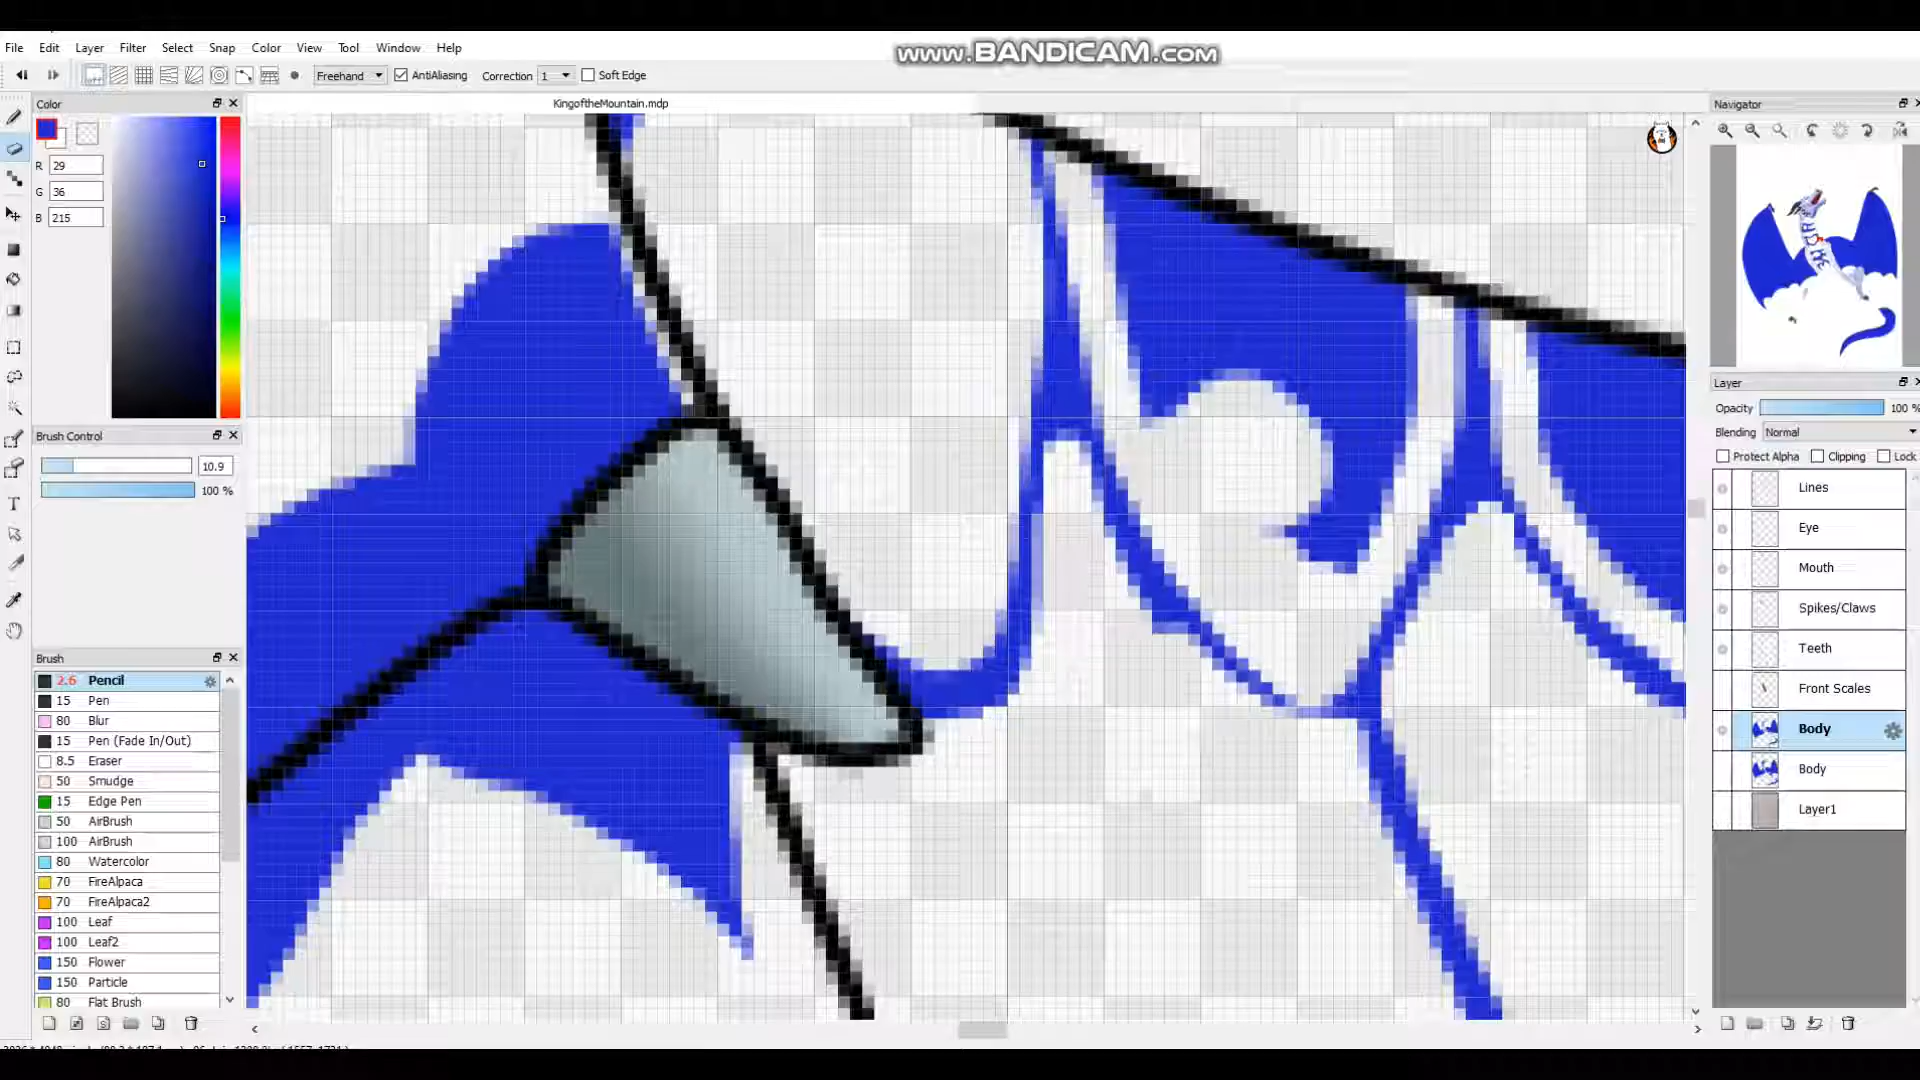 www.BANDICAM.com
File Edit Layer Filter Select Snap Color View Tool Window Help
Freehand AntiAliasing Correction 1 Soft Edge
Color
KingoftheMountain.mdp
Navigator
R 29
G 36
B 215
Brush Control
10.9
100 %
Layer
Opacity 100 %
Blending Normal
Protect Alpha Clipping Lock
Lines
Eye
Mouth
Spikes/Claws
Teeth
Front Scales
Body
Body
Layer1
Brush
2.6 Pencil
15 Pen
80 Blur
15 Pen (Fade In/Out)
8.5 Eraser
50 Smudge
15 Edge Pen
50 AirBrush
100 AirBrush
80 Watercolor
70 FireAlpaca
70 FireAlpaca2
100 Leaf
100 Leaf2
150 Flower
150 Particle
80 Flat Brush